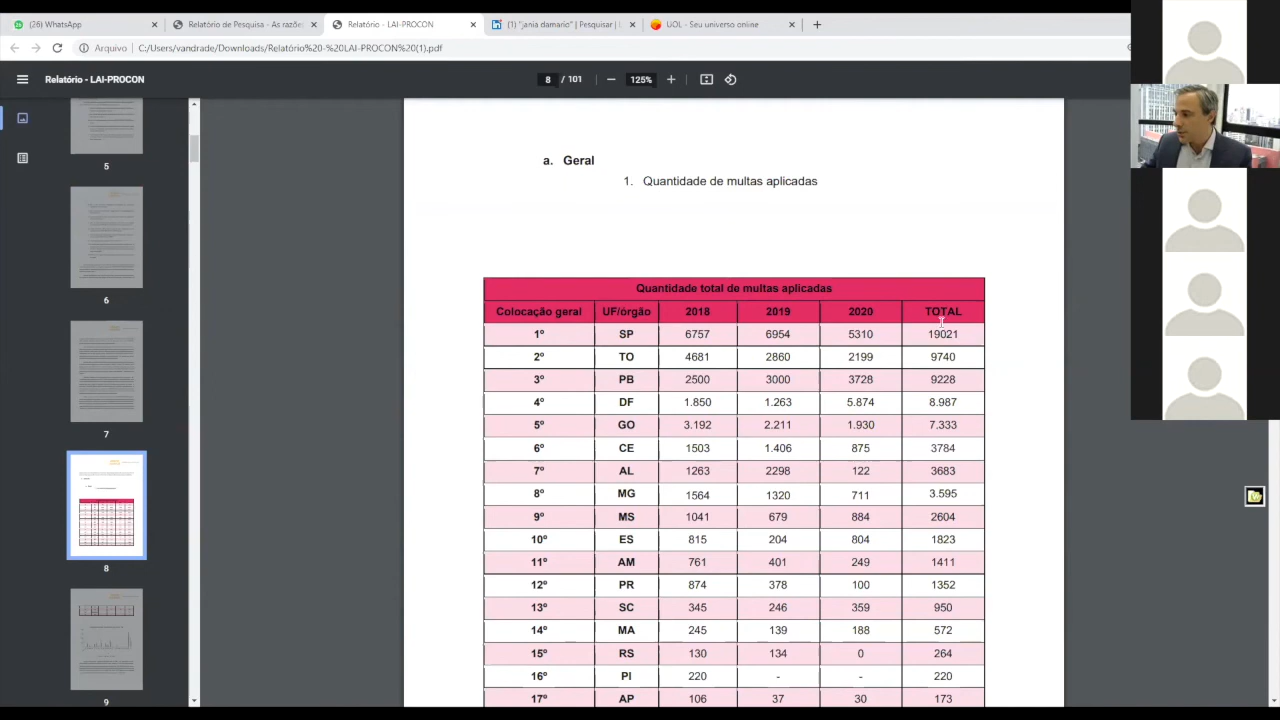 (26) WhatsApp
Relatório de Pesquisa - As razõe
Relatório - LAI-PROCON
(1) "jania damario" | Pesquisar | L
UOL - Seu universo online
Arquivo C:/Users/vandrade/Downloads/Relatório%20-%20LAI-PROCON%20(1).pdf
Relatório - LAI-PROCON
8 / 101
125%
5
6
7
8
9
a. Geral
1. Quantidade de multas aplicadas
Quantidade total de multas aplicadas
Colocação geral UF/órgão 2018 2019 2020 TOTAL
1º SP 6757 6954 5310 19021
2º TO 4681 2860 2199 9740
3º PB 2500 3000 3728 9228
4º DF 1.850 1.263 5.874 8.987
5º GO 3.192 2.211 1.930 7.333
6º CE 1503 1.406 875 3784
7º AL 1263 2298 122 3683
8º MG 1564 1320 711 3.595
9º MS 1041 679 884 2604
10º ES 815 204 804 1823
11º AM 761 401 249 1411
12º PR 874 378 100 1352
13º SC 345 246 359 950
14º MA 245 139 188 572
15º RS 130 134 0 264
16º PI 220 - - 220
17º AP 106 37 30 173